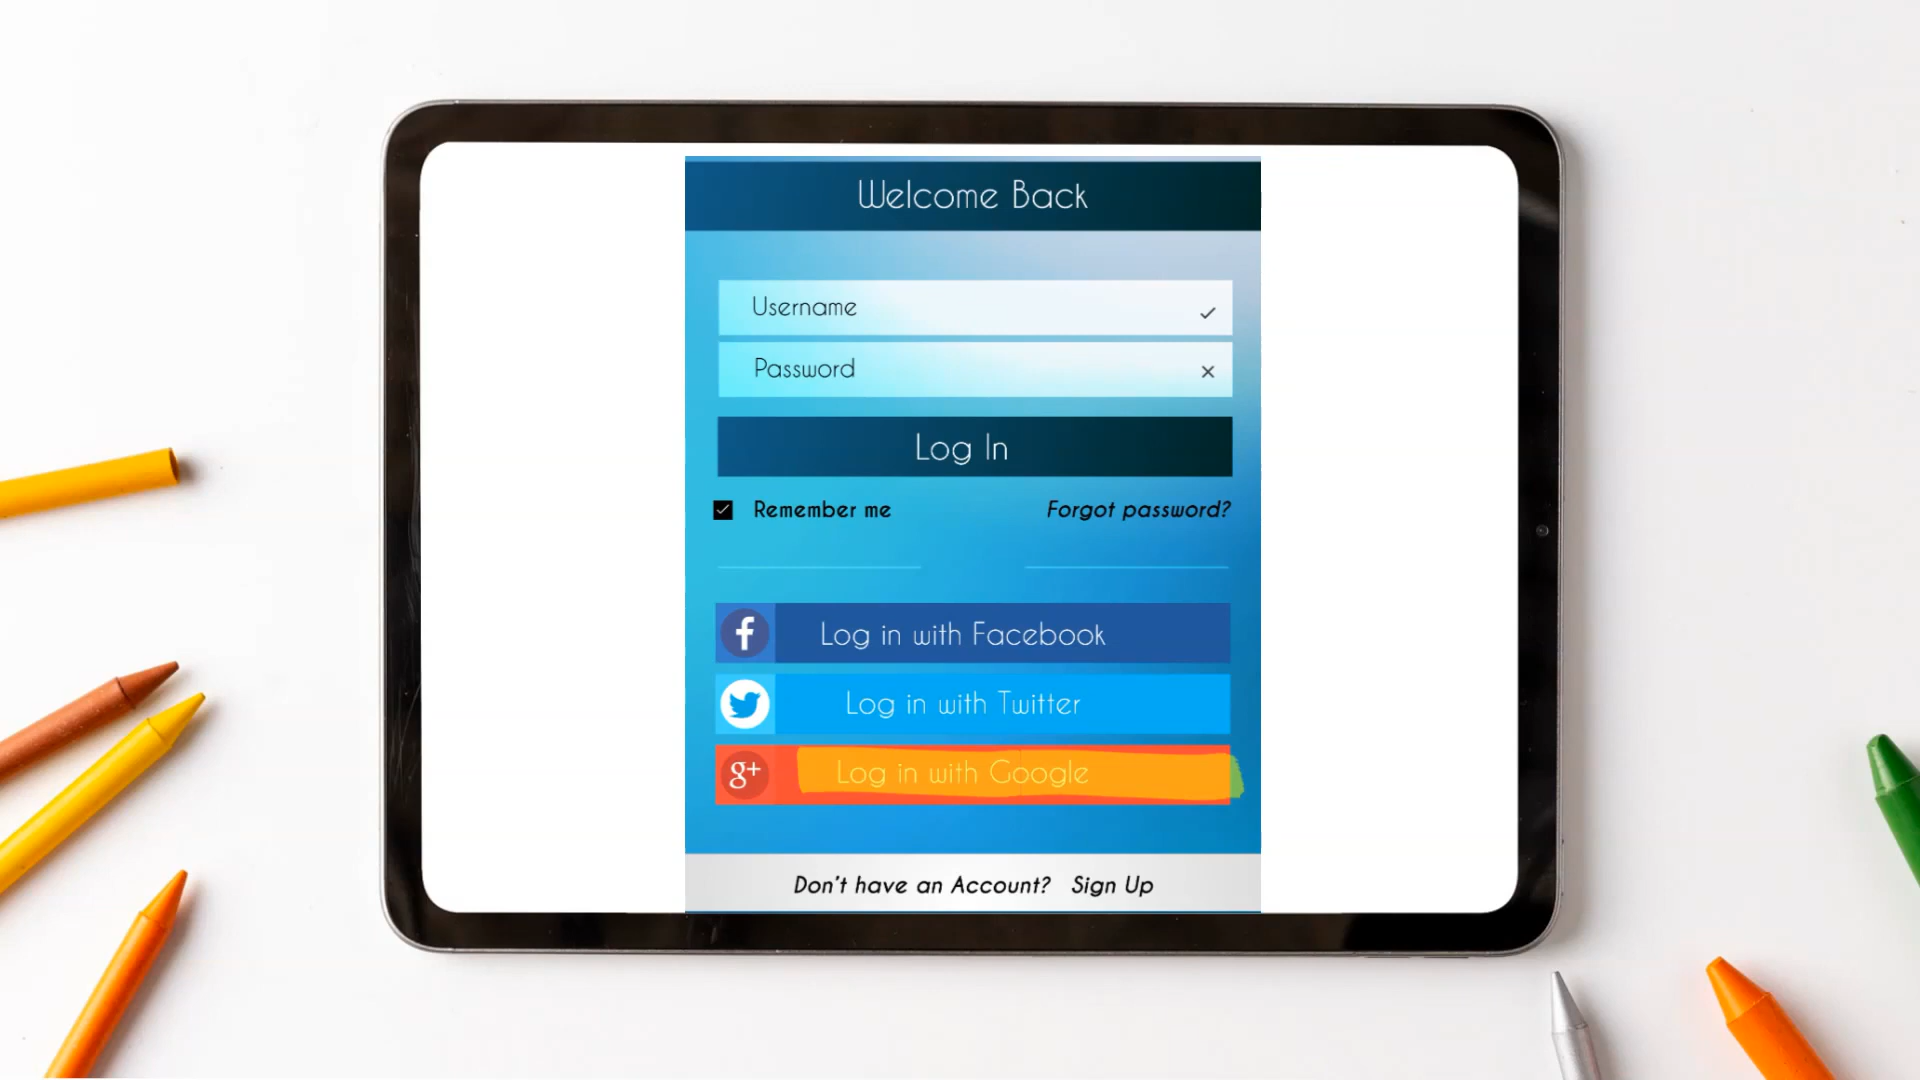 Welcome Back
Username
Password
Log In
Remember me
Forgot password?
f
Log in with Facebook
Log in with Twitter
g+
Log in with Google
Don't have an Account? Sign Up